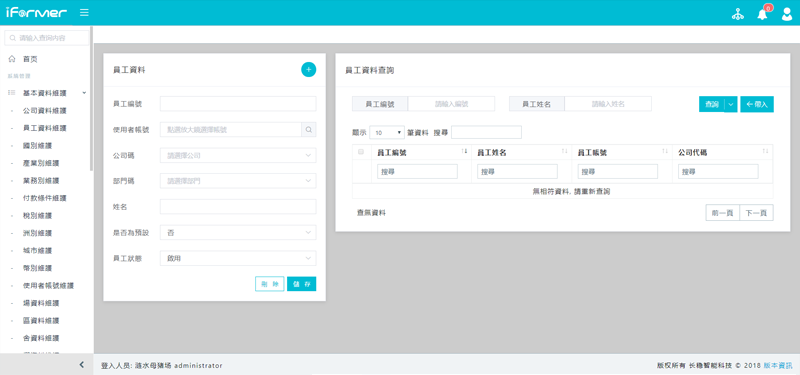 iFarmer
0
請輸入查詢內容
首页
基本資料維護
公司資料維護
員工資料維護
國別維護
產業別維護
業務別維護
付款條件維護
稅別維護
洲別維護
城市維護
幣別維護
使用者帳號維護
場資料維護
區資料維護
舍資料維護
員工資料
員工編號
使用者帳號 點選放大鏡選擇帳號
公司碼 請選擇公司
部門碼 請選擇部門
姓名
是否為預設 否
員工狀態 啟用
刪 除 儲 存
員工資料查詢
員工編號 請輸入編號 員工姓名 請輸入姓名 查詢 帶入
顯示 10 筆資料 搜尋
員工編號 員工姓名 員工帳號 公司代碼
搜尋 搜尋 搜尋 搜尋
無相符資料, 請重新查詢
查無資料 前一頁 下一頁
登入人員: 涟水母猪场 administrator
版权所有 长稳智能科技 © 2018 版本資訊